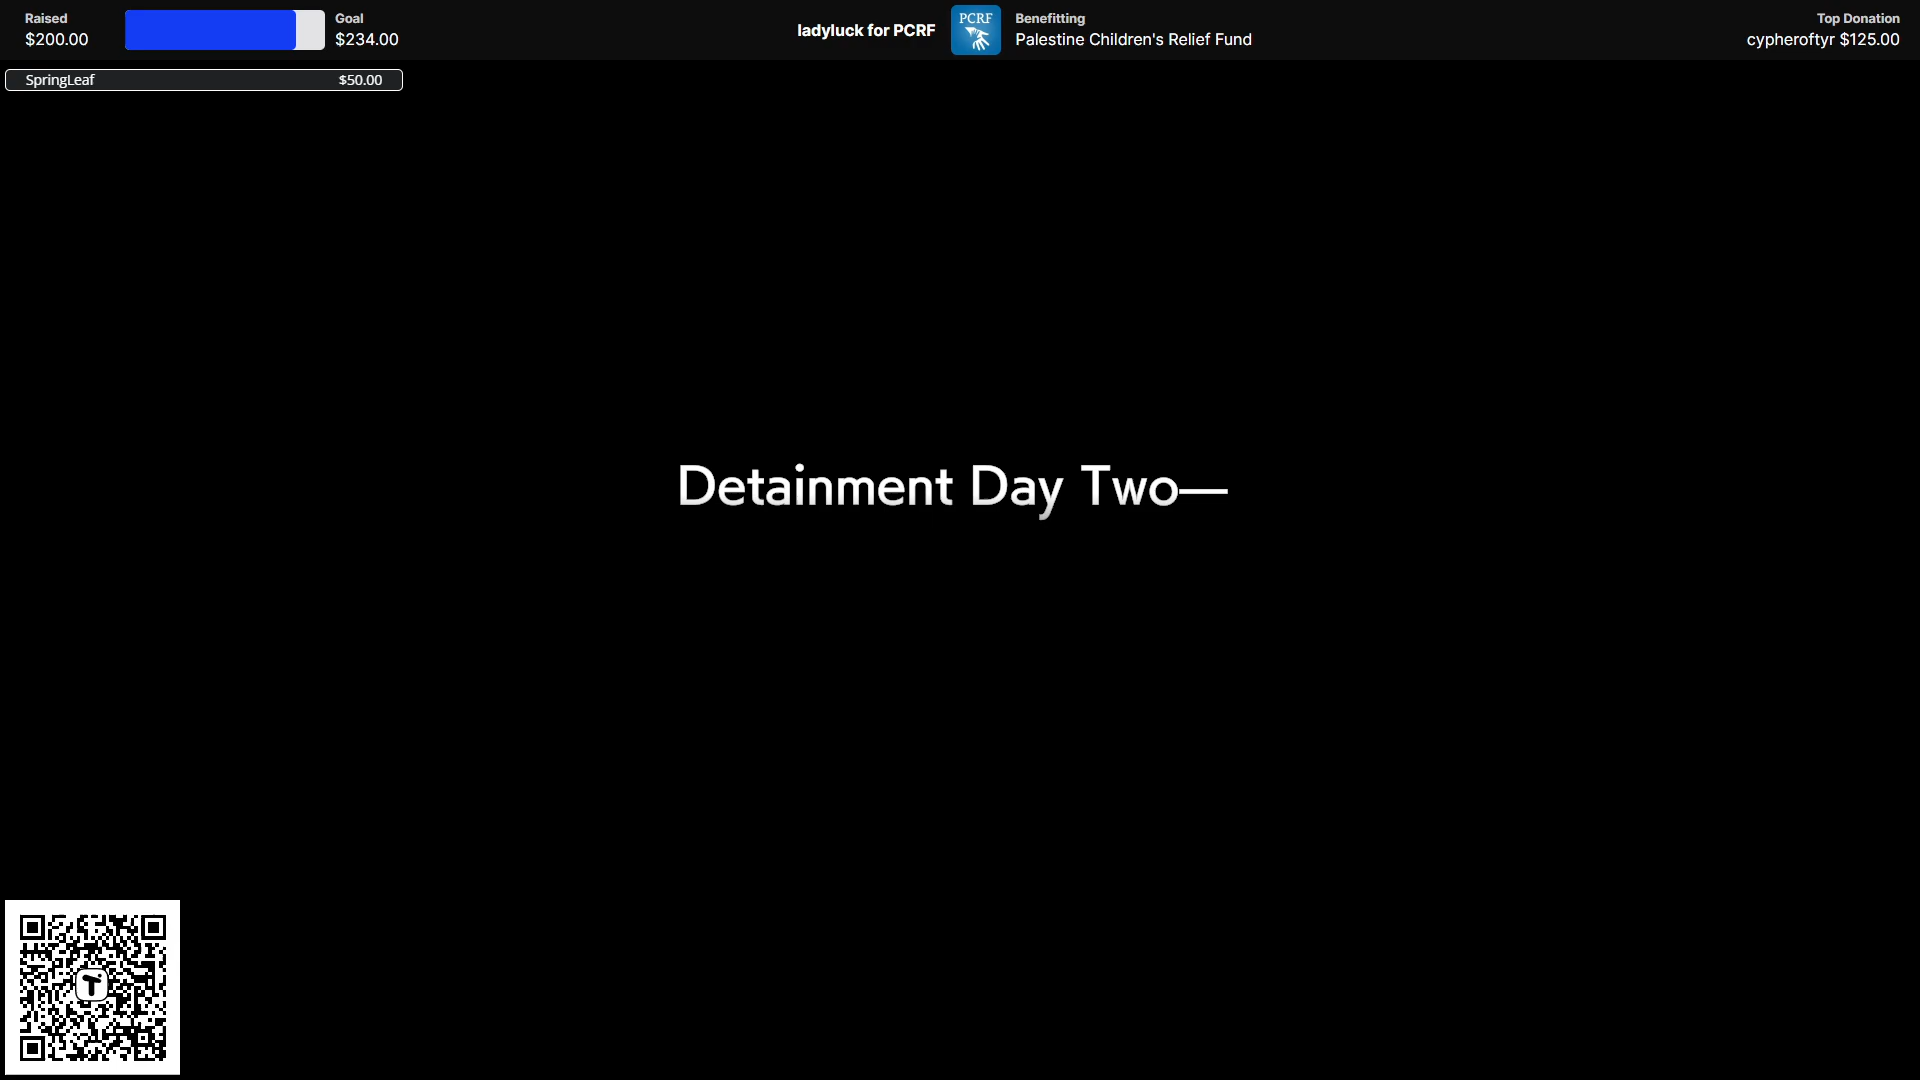 Raised
$200.00
Goal
$234.00
ladyluck for PCRF
PCRF
Benefitting
Palestine Children's Relief Fund
Top Donation
cypheroftyr $125.00
SpringLeaf $50.00
Detainment Day Two—
T